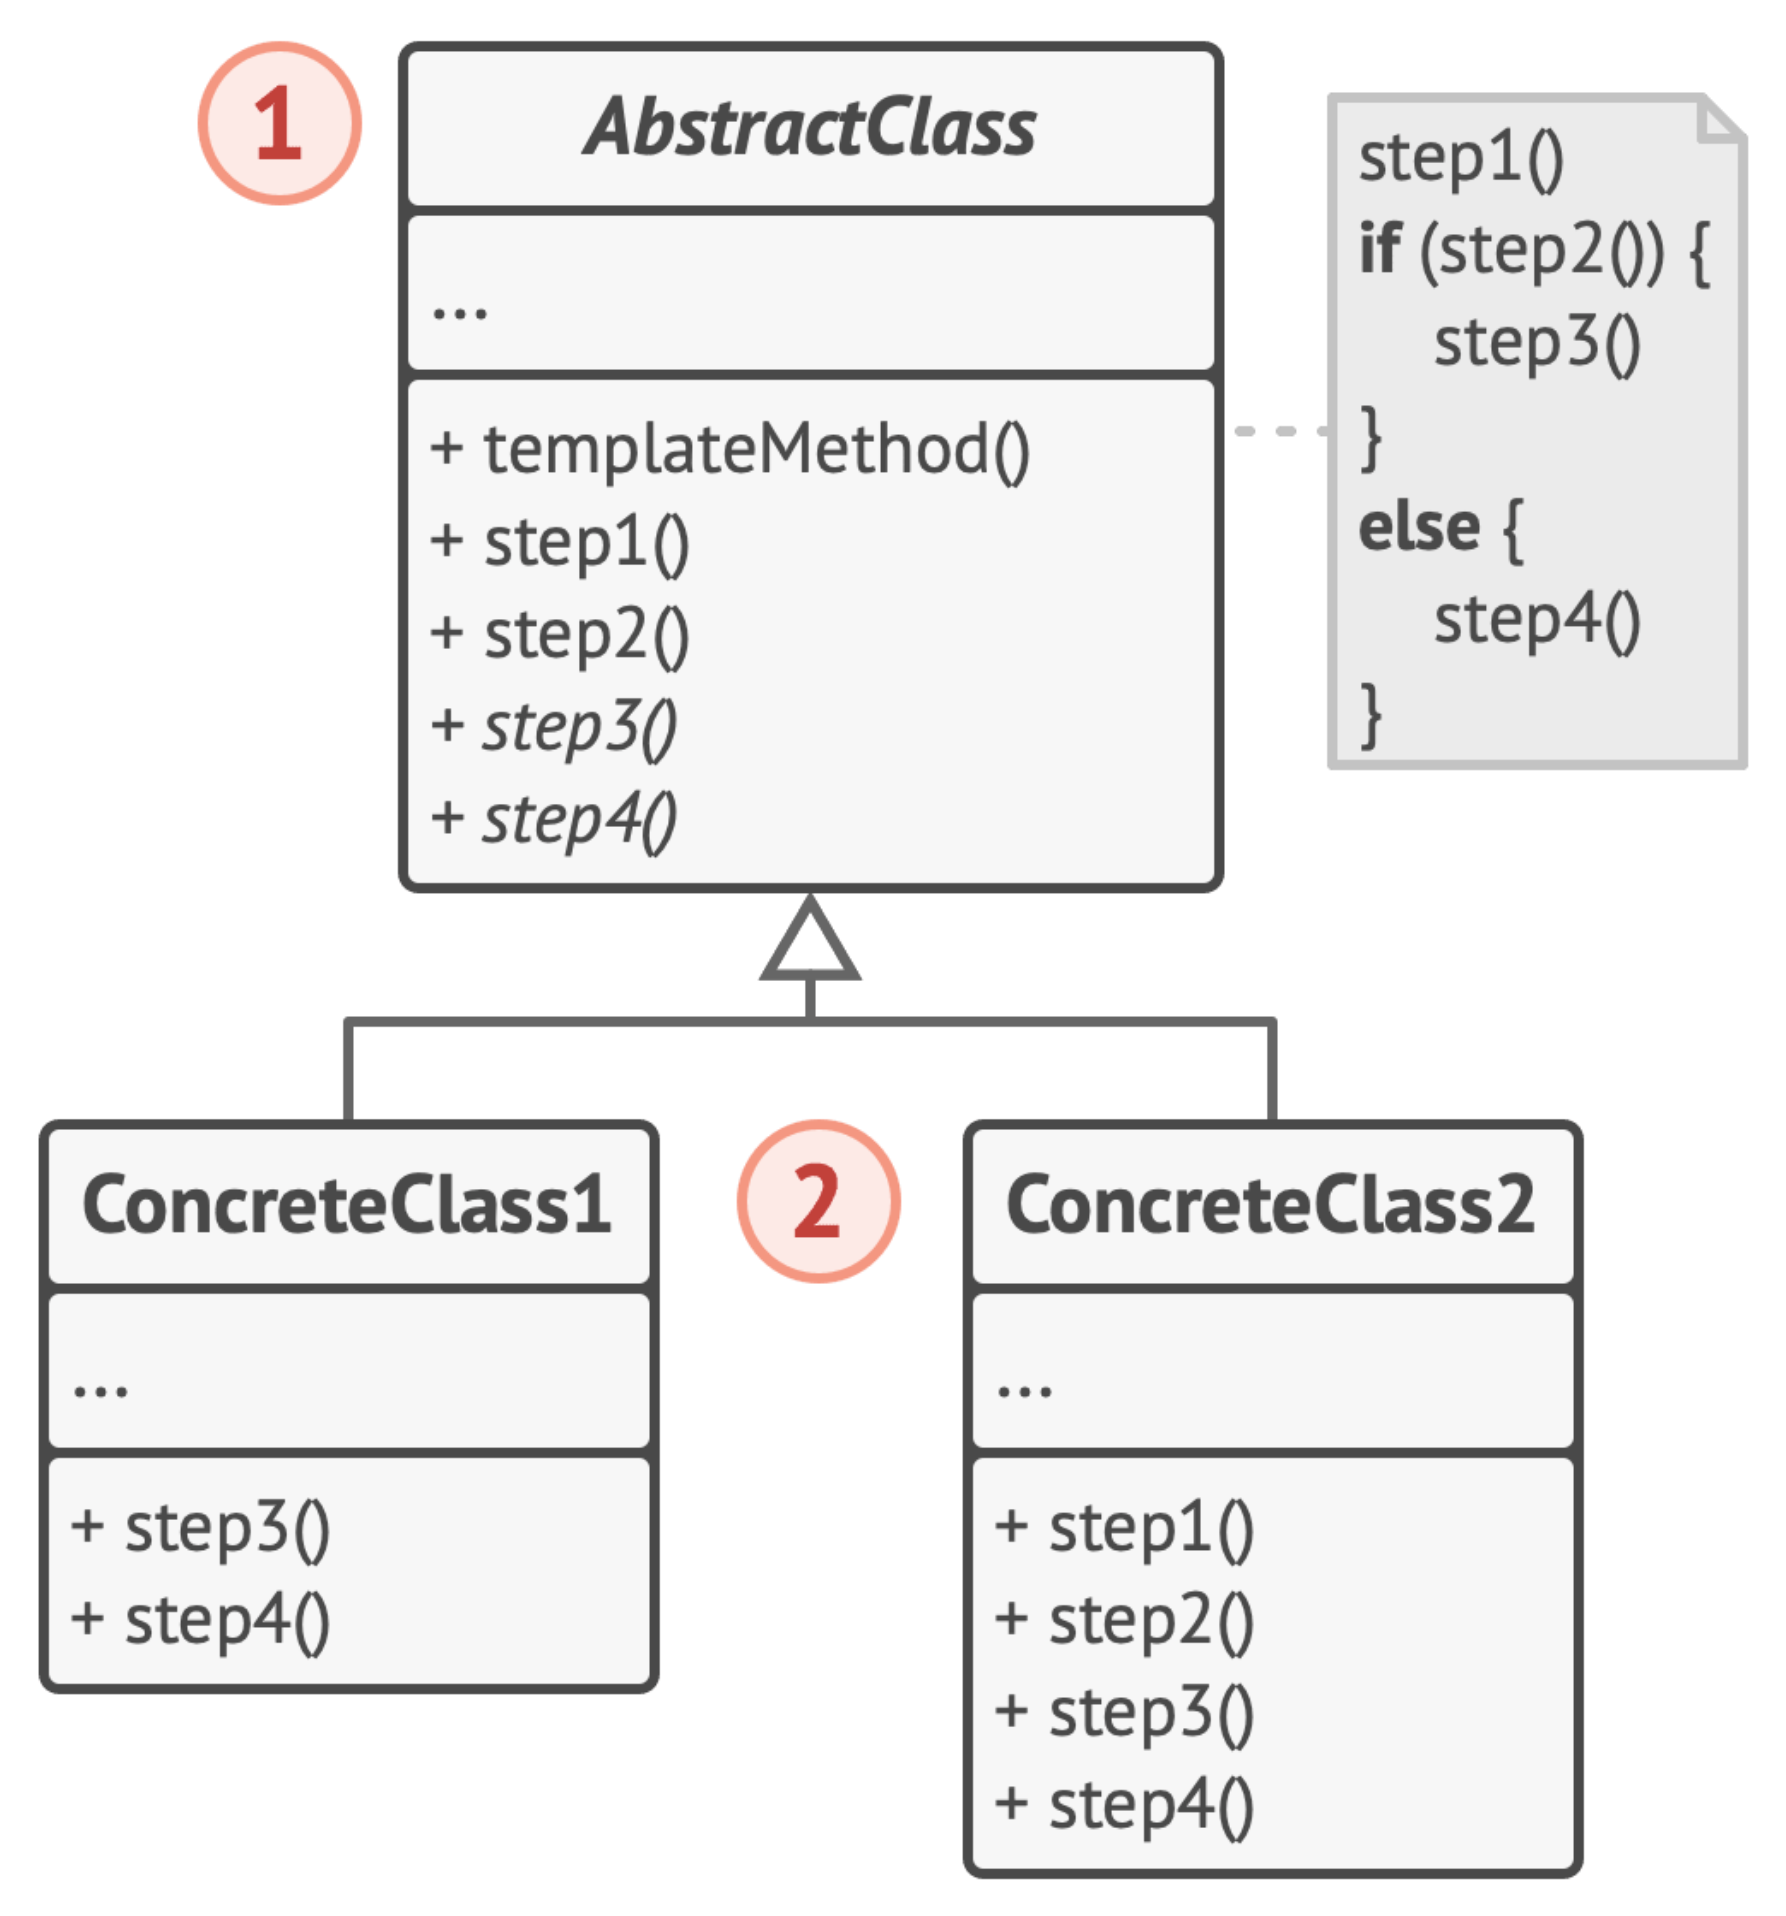 1
AbstractClass
...
+ templateMethod()
+ step1()
+ step2()
+ step3()
+ step4()
step1()
if (step2()) {
step3()
}
else {
step4()
}
ConcreteClass1
...
+ step3()
+ step4()
2
ConcreteClass2
...
+ step1()
+ step2()
+ step3()
+ step4()